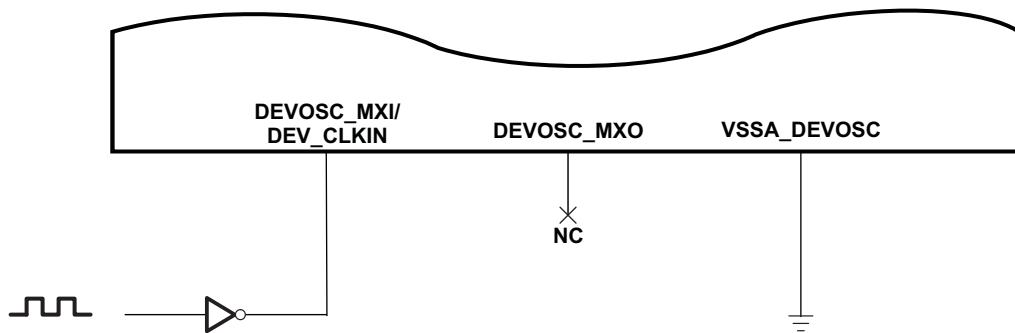 DEVOSC_MXI/
DEV_CLKIN
DEVOSC_MXO
VSSA_DEVOSC
NC